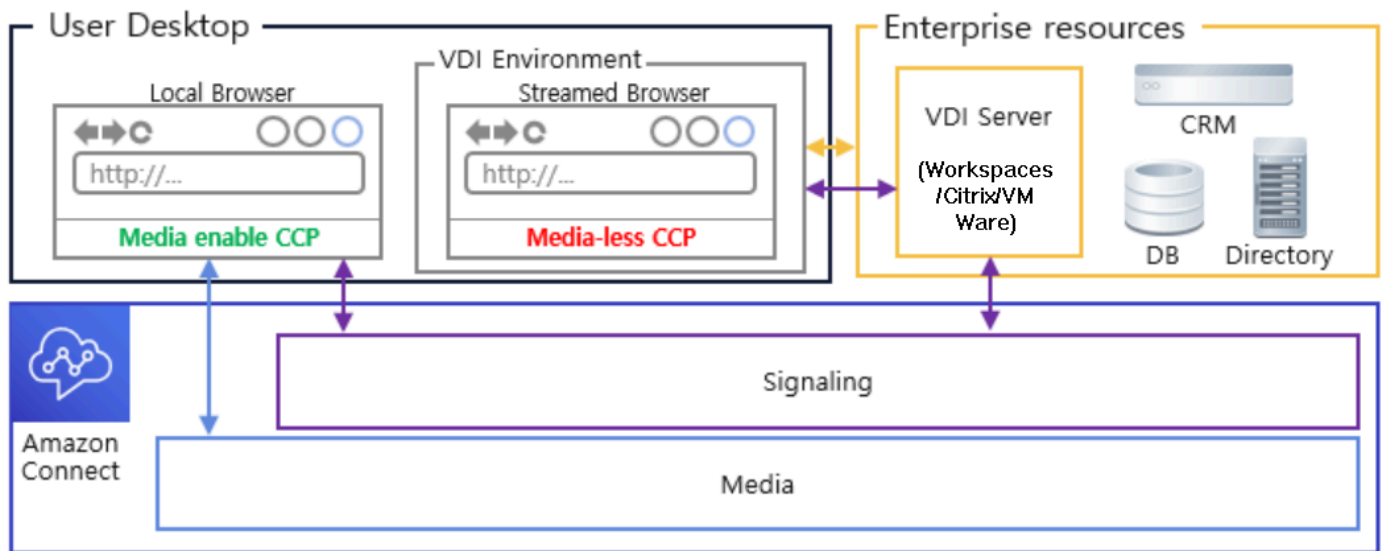 User Desktop
Enterprise resources
VDI Environment
Local Browser
Streamed Browser
http://...
http://...
Media enable CCP
Media-less CCP
VDI Server
(Workspaces
/Citrix/VM
Ware)
CRM
DB
Directory
Amazon
Connect
Signaling
Media